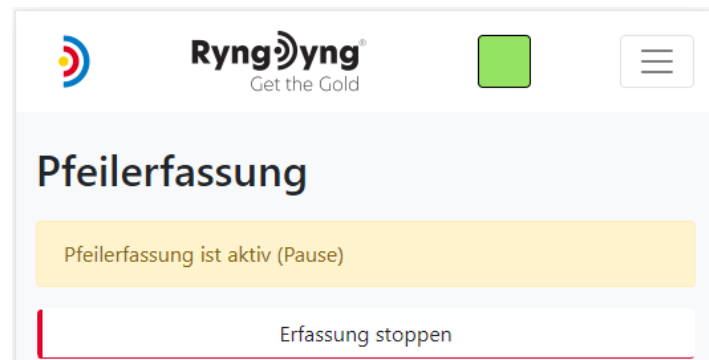 RyngDyng®
Get the Gold
Pfeilerfassung
Pfeilerfassung ist aktiv (Pause)
Erfassung stoppen